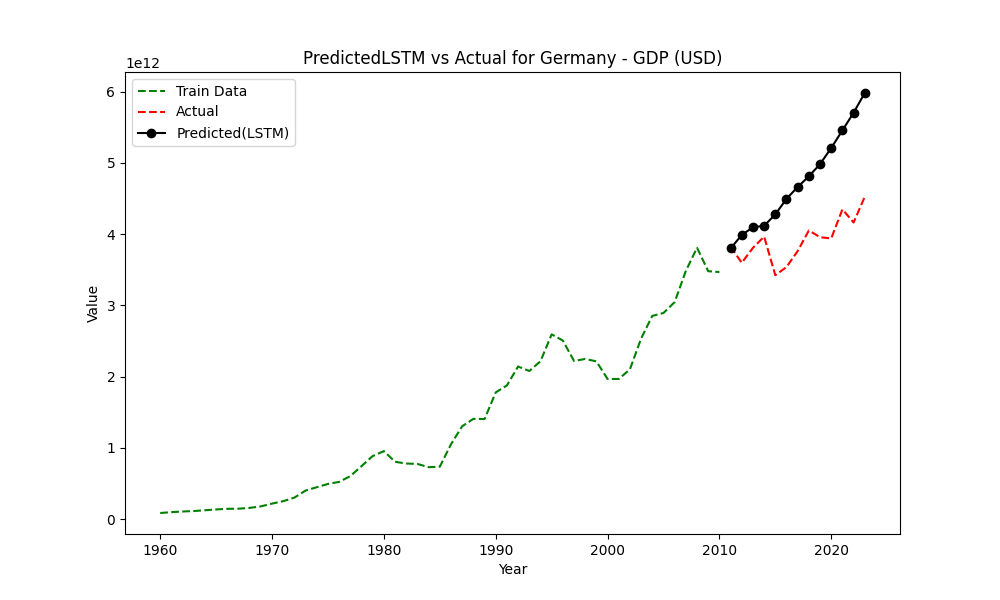 PredictedLSTM vs Actual for Germany - GDP (USD)
1e12
Train Data
Actual
Predicted(LSTM)
6
5
4
3
2
1
0
Value
1960
1970
1980
1990
2000
2010
2020
Year